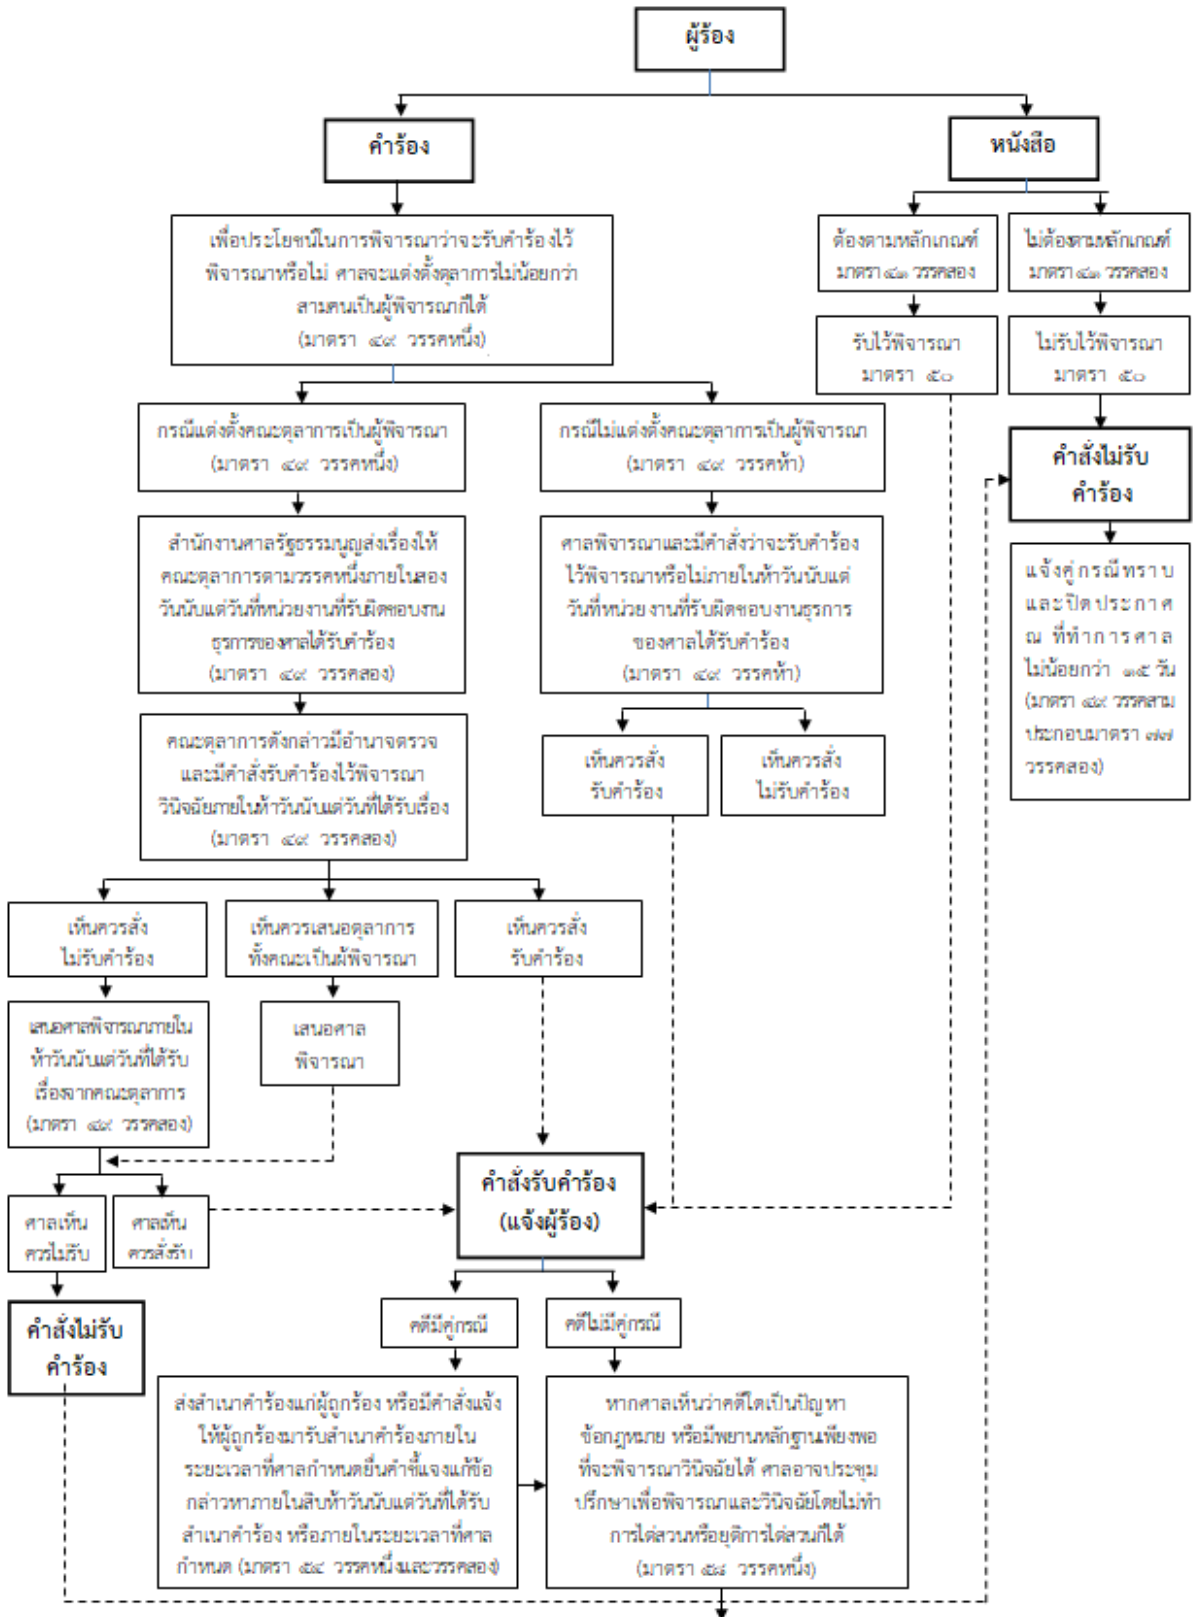 ผู้ร้อง
คำร้อง
หนังสือ
เพื่อประโยชน์ในการพิจารณาว่าจะรับคำร้องไว้
พิจารณาหรือไม่ ศาลจะแต่งตั้งตุลาการไม่น้อยกว่า
สามคนเป็นผู้พิจารณาก็ได้
(มาตรา ๔๙ วรรคหนึ่ง)
ต้องตามหลักเกณฑ์
มาตรา ๔๑ วรรคสอง
ไม่ต้องตามหลักเกณฑ์
มาตรา ๔๑ วรรคสอง
รับไว้พิจารณา
มาตรา ๕๐
ไม่รับไว้พิจารณา
มาตรา ๕๐
กรณีแต่งตั้งคณะตุลาการเป็นผู้พิจารณา
(มาตรา ๔๙ วรรคหนึ่ง)
กรณีไม่แต่งตั้งคณะตุลาการเป็นผู้พิจารณา
(มาตรา ๔๙ วรรคห้า)
คำสั่งไม่รับ
คำร้อง
สำนักงานศาลรัฐธรรมนูญส่งเรื่องให้
คณะตุลาการตามวรรคหนึ่งภายในสอง
วันนับแต่วันที่หน่วยงานที่รับผิดชอบงาน
ธุรการของศาลได้รับคำร้อง
(มาตรา ๔๙ วรรคสอง)
ศาลพิจารณาและมีคำสั่งว่าจะรับคำร้อง
ไว้พิจารณาหรือไม่ภายในห้าวันนับแต่
วันที่หน่วยงานที่รับผิดชอบงานธุรการ
ของศาลได้รับคำร้อง
(มาตรา ๔๙ วรรคห้า)
แจ้งคู่กรณีทราบ
และปิดประกาศ
ณ ที่ทำการศาล
ไม่น้อยกว่า ๑๕ วัน
(มาตรา ๔๙ วรรคสาม
ประกอบมาตรา ๗๗
วรรคสอง)
คณะตุลาการดังกล่าวมีอำนาจตรวจ
และมีคำสั่งรับคำร้องไว้พิจารณา
วินิจฉัยภายในห้าวันนับแต่วันที่ได้รับเรื่อง
(มาตรา ๔๙ วรรคสอง)
เห็นควรสั่ง
รับคำร้อง
เห็นควรสั่ง
ไม่รับคำร้อง
เห็นควรสั่ง
ไม่รับคำร้อง
เห็นควรเสนอตุลาการ
ทั้งคณะเป็นผู้พิจารณา
เห็นควรสั่ง
รับคำร้อง
เสนอศาลพิจารณาภายใน
ห้าวันนับแต่วันที่ได้รับ
เรื่องจากคณะตุลาการ
(มาตรา ๔๙ วรรคสอง)
เสนอศาล
พิจารณา
คำสั่งรับคำร้อง
(แจ้งผู้ร้อง)
ศาลเห็น
ควรไม่รับ
ศาลเห็น
ควรสั่งรับ
คำสั่งไม่รับ
คำร้อง
คดีมีคู่กรณี
คดีไม่มีคู่กรณี
ส่งสำเนาคำร้องแก่ผู้ถูกร้อง หรือมีคำสั่งแจ้ง
ให้ผู้ถูกร้องมารับสำเนาคำร้องภายใน
ระยะเวลาที่ศาลกำหนดยื่นคำชี้แจงแก้ข้อ
กล่าวหาภายในสิบห้าวันนับแต่วันที่ได้รับ
สำเนาคำร้อง หรือภายในระยะเวลาที่ศาล
กำหนด (มาตรา ๕๔ วรรคหนึ่งและวรรคสอง)
หากศาลเห็นว่าคดีใดเป็นปัญหา
ข้อกฎหมาย หรือมีพยานหลักฐานเพียงพอ
ที่จะพิจารณาวินิจฉัยได้ ศาลอาจประชุม
ปรึกษาเพื่อพิจารณาและวินิจฉัยโดยไม่ทำ
การไต่สวนหรือยุติการไต่สวนก็ได้
(มาตรา ๕๘ วรรคหนึ่ง)